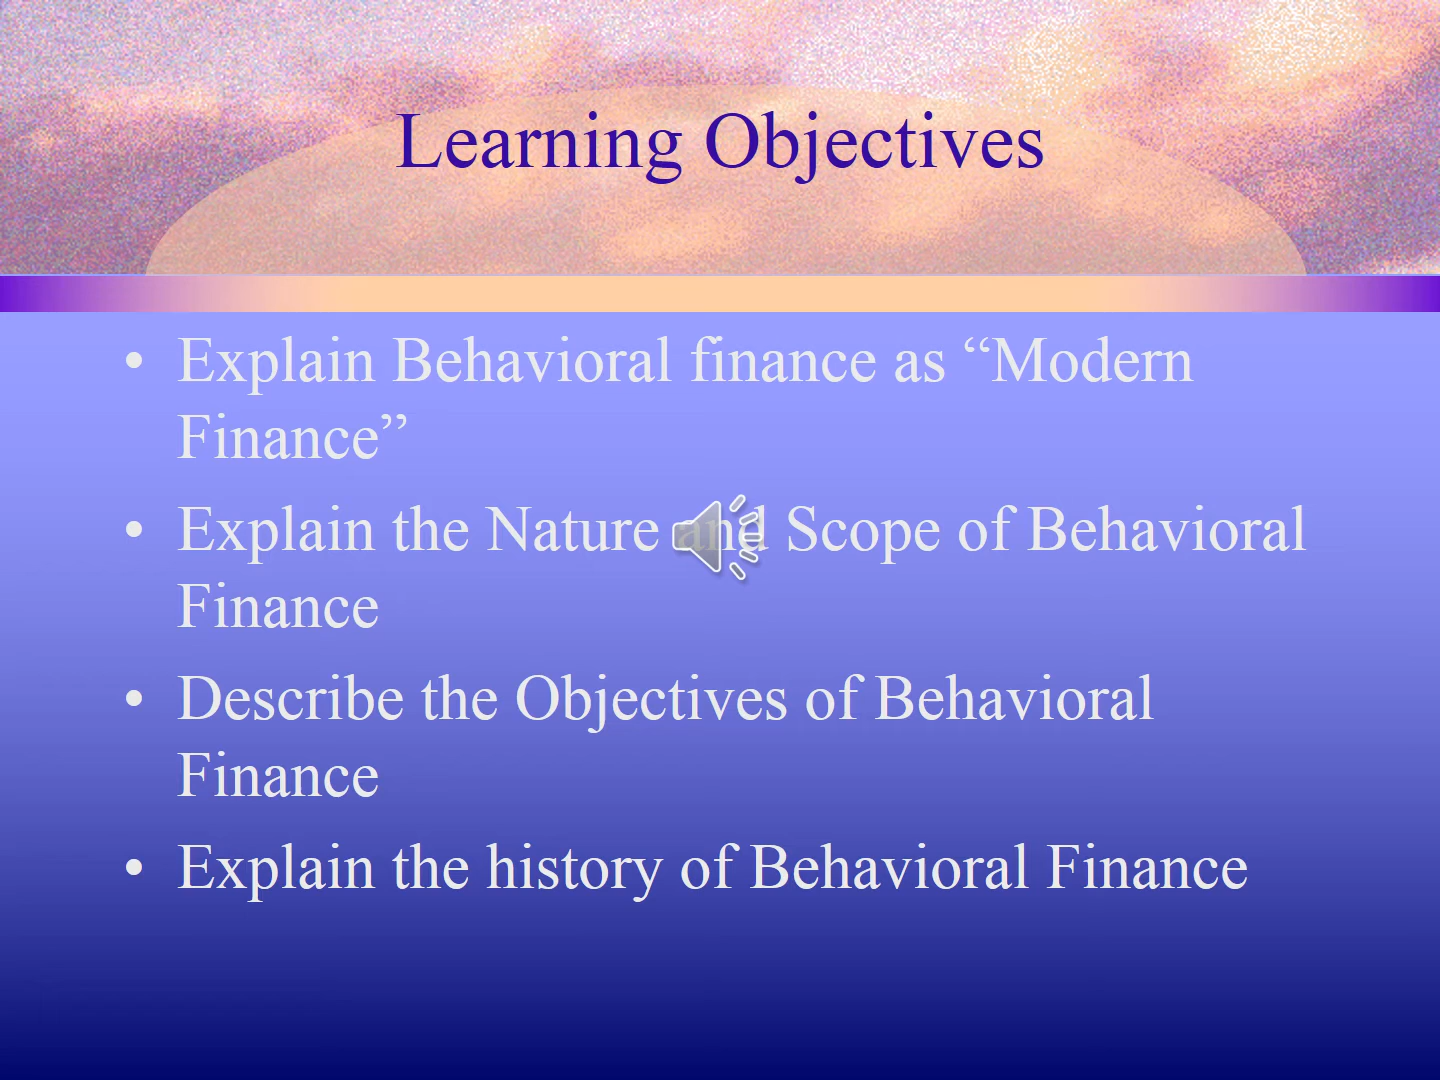 Learning Objectives
• Explain Behavioral finance as “Modern
Finance”
• Explain the Nature and Scope of Behavioral
Finance
• Describe the Objectives of Behavioral
Finance
• Explain the history of Behavioral Finance